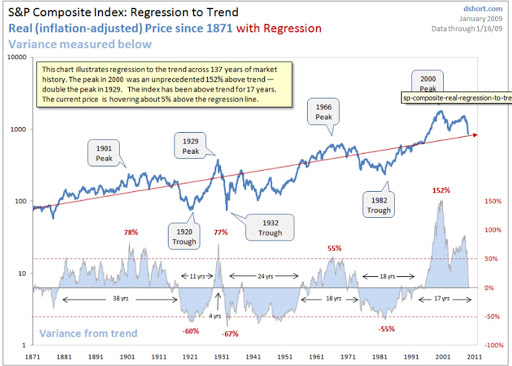 S&P Composite Index: Regression to Trend
dshort.com
January 2009
Data through 1/16/09
Real (inflation-adjusted) Price since 1871 with Regression
Variance measured below
10000
This chart illustrates regression to the trend across 137 years of market
history. The peak in 2000 was an unprecedented 152% above trend —
double the peak in 1929. The index has been above trend for 17 years.
The current price is hovering about 5% above the regression line.
2000
Peak
sp-composite-real-regression-to-tre
1966
Peak
1929
Peak
1901
Peak
1000
1982
Trough
1920
Trough
1932
Trough
100
152%
150%
78%
77%
55%
100%
50%
10
11 yrs
24 yrs
18 yrs
0%
38 yrs
4 yrs
18 yrs
17 yrs
-50%
-60%
-67%
-55%
Variance from trend
1
-100%
1871
1881
1891
1901
1911
1921
1931
1941
1951
1961
1971
1981
1991
2001
2011